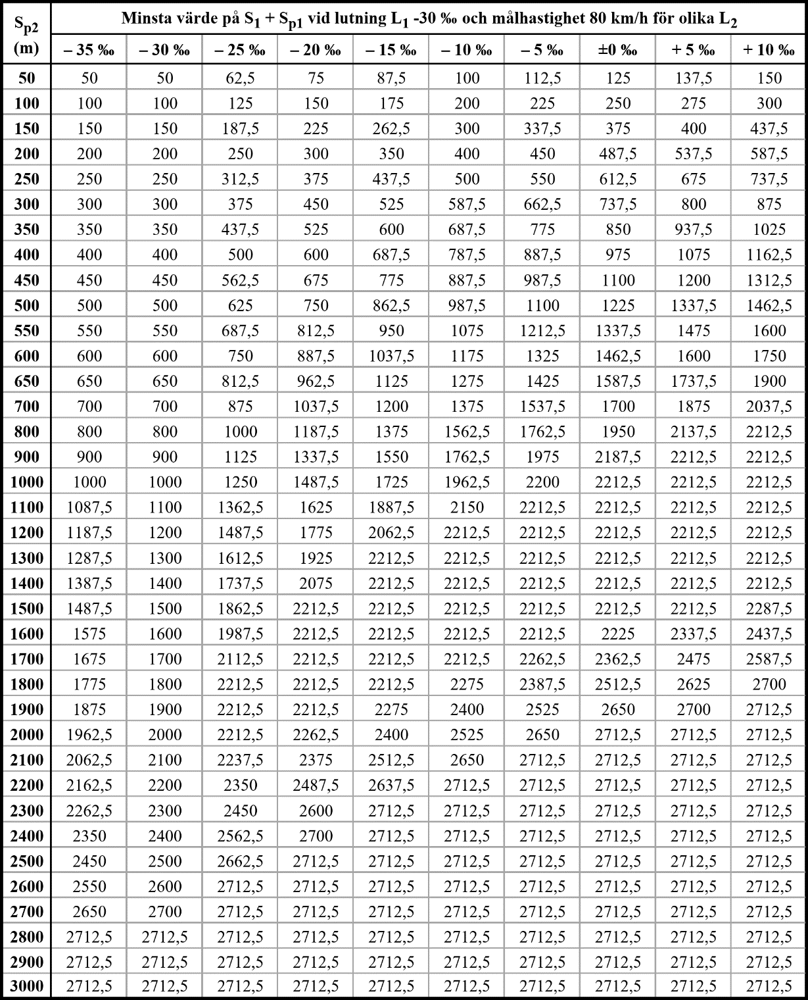 Sp2 (m) Minsta värde på S1 + Sp1 vid lutning L1 -30 ‰ och målhastighet 80 km/h för olika L2
– 35 ‰ – 30 ‰ – 25 ‰ – 20 ‰ – 15 ‰ – 10 ‰ – 5 ‰ ±0 ‰ + 5 ‰ + 10 ‰
50 50 50 62,5 75 87,5 100 112,5 125 137,5 150
100 100 100 125 150 175 200 225 250 275 300
150 150 150 187,5 225 262,5 300 337,5 375 400 437,5
200 200 200 250 300 350 400 450 487,5 537,5 587,5
250 250 250 312,5 375 437,5 500 550 612,5 675 737,5
300 300 300 375 450 525 587,5 662,5 737,5 800 875
350 350 350 437,5 525 600 687,5 775 850 937,5 1025
400 400 400 500 600 687,5 787,5 887,5 975 1075 1162,5
450 450 450 562,5 675 775 887,5 987,5 1100 1200 1312,5
500 500 500 625 750 862,5 987,5 1100 1225 1337,5 1462,5
550 550 550 687,5 812,5 950 1075 1212,5 1337,5 1475 1600
600 600 600 750 887,5 1037,5 1175 1325 1462,5 1600 1750
650 650 650 812,5 962,5 1125 1275 1425 1587,5 1737,5 1900
700 700 700 875 1037,5 1200 1375 1537,5 1700 1875 2037,5
800 800 800 1000 1187,5 1375 1562,5 1762,5 1950 2137,5 2212,5
900 900 900 1125 1337,5 1550 1762,5 1975 2187,5 2212,5 2212,5
1000 1000 1000 1250 1487,5 1725 1962,5 2200 2212,5 2212,5 2212,5
1100 1087,5 1100 1362,5 1625 1887,5 2150 2212,5 2212,5 2212,5 2212,5
1200 1187,5 1200 1487,5 1775 2062,5 2212,5 2212,5 2212,5 2212,5 2212,5
1300 1287,5 1300 1612,5 1925 2212,5 2212,5 2212,5 2212,5 2212,5 2212,5
1400 1387,5 1400 1737,5 2075 2212,5 2212,5 2212,5 2212,5 2212,5 2212,5
1500 1487,5 1500 1862,5 2212,5 2212,5 2212,5 2212,5 2212,5 2212,5 2287,5
1600 1575 1600 1987,5 2212,5 2212,5 2212,5 2212,5 2225 2337,5 2437,5
1700 1675 1700 2112,5 2212,5 2212,5 2212,5 2262,5 2362,5 2475 2587,5
1800 1775 1800 2212,5 2212,5 2212,5 2275 2387,5 2512,5 2625 2700
1900 1875 1900 2212,5 2212,5 2275 2400 2525 2650 2700 2712,5
2000 1962,5 2000 2212,5 2262,5 2400 2525 2650 2712,5 2712,5 2712,5
2100 2062,5 2100 2237,5 2375 2512,5 2650 2712,5 2712,5 2712,5 2712,5
2200 2162,5 2200 2350 2487,5 2637,5 2712,5 2712,5 2712,5 2712,5 2712,5
2300 2262,5 2300 2450 2600 2712,5 2712,5 2712,5 2712,5 2712,5 2712,5
2400 2350 2400 2562,5 2700 2712,5 2712,5 2712,5 2712,5 2712,5 2712,5
2500 2450 2500 2662,5 2712,5 2712,5 2712,5 2712,5 2712,5 2712,5 2712,5
2600 2550 2600 2712,5 2712,5 2712,5 2712,5 2712,5 2712,5 2712,5 2712,5
2700 2650 2700 2712,5 2712,5 2712,5 2712,5 2712,5 2712,5 2712,5 2712,5
2800 2712,5 2712,5 2712,5 2712,5 2712,5 2712,5 2712,5 2712,5 2712,5 2712,5
2900 2712,5 2712,5 2712,5 2712,5 2712,5 2712,5 2712,5 2712,5 2712,5 2712,5
3000 2712,5 2712,5 2712,5 2712,5 2712,5 2712,5 2712,5 2712,5 2712,5 2712,5